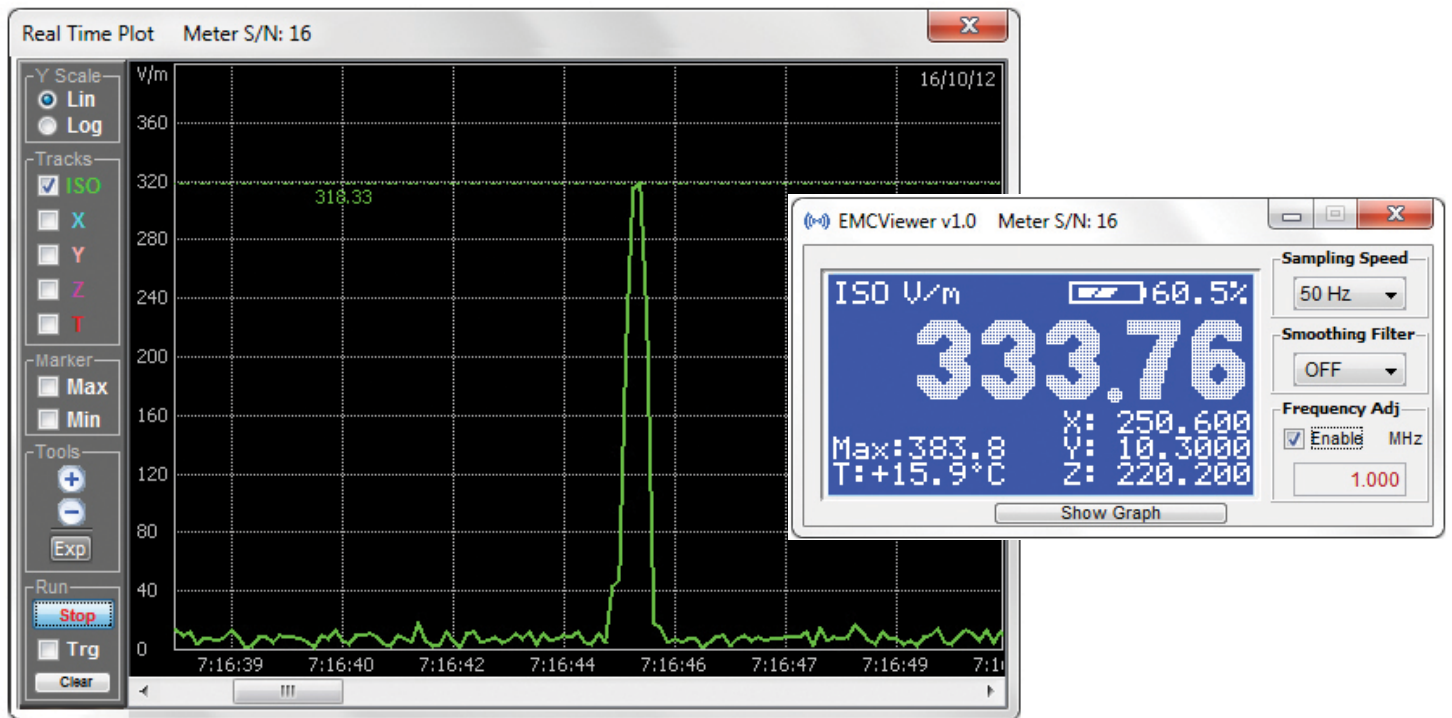 Real Time Plot Meter S/N: 16
X
Y Scale
Lin
Log
Tracks
ISO
X
Y
Z
T
Marker
Max
Min
Tools
Exp
Run
Stop
Trg
Clear
V/m
16/10/12
360
320
318.33
280
240
200
160
120
80
40
0
7:16:39 7:16:40 7:16:42 7:16:44 7:16:46 7:16:47 7:16:49
EMCViewer v1.0 Meter S/N: 16
ISO V/m 60.5%
333.76
X: 250.600
Max:383.8 Y: 10.3000
T:+15.9°C Z: 220.200
Show Graph
Sampling Speed
50 Hz
Smoothing Filter
OFF
Frequency Adj
Enable MHz
1.000